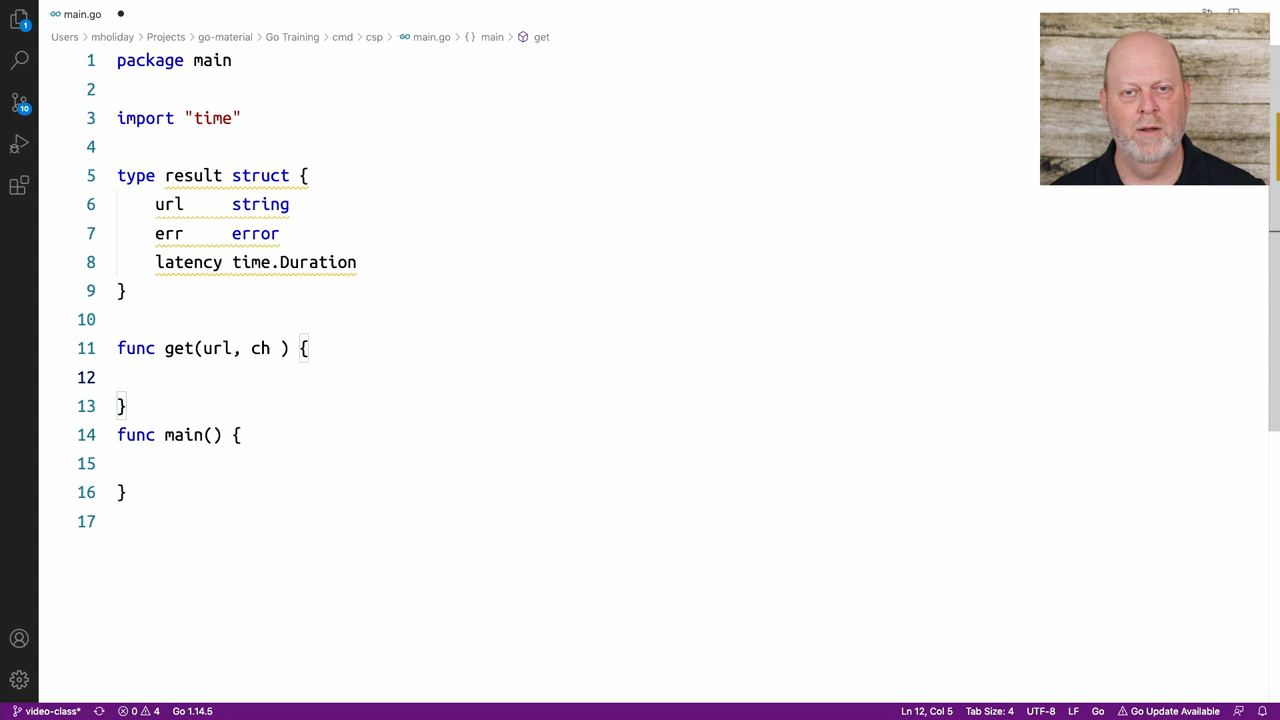 main.go
1
Users > mholiday > Projects > go-material > Go Training > cmd > csp > main.go > {} main > get
1 package main
2
3 import "time"
4
5 type result struct {
6 url string
7 err error
8 latency time.Duration
9 }
10
10
11 func get(url, ch ) {
12
13 }
14 func main() {
15
16 }
17
video-class* 0 4 Go 1.14.5 Ln 12, Col 5 Tab Size: 4 UTF-8 LF Go Go Update Available